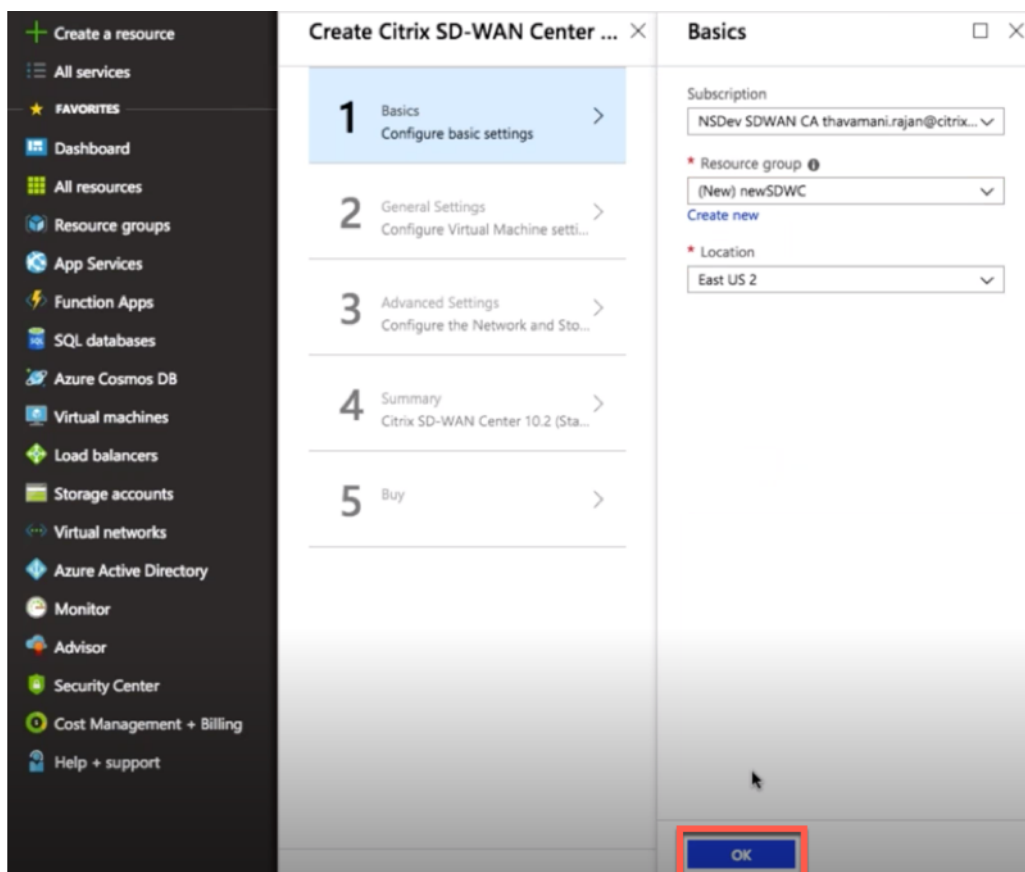 Create a resource
All services
FAVORITES
Dashboard
All resources
Resource groups
App Services
Function Apps
SQL databases
Azure Cosmos DB
Virtual machines
Load balancers
Storage accounts
Virtual networks
Azure Active Directory
Monitor
Advisor
Security Center
Cost Management + Billing
Help + support
Create Citrix SD-WAN Center ...
1
Basics
Configure basic settings
2
General Settings
Configure Virtual Machine setti...
3
Advanced Settings
Configure the Network and Sto...
4
Summary
Citrix SD-WAN Center 10.2 (Sta...
5
Buy
Basics
Subscription
NSDev SDWAN CA thavamani.rajan@citrix...
* Resource group
(New) newSDWC
Create new
* Location
East US 2
OK